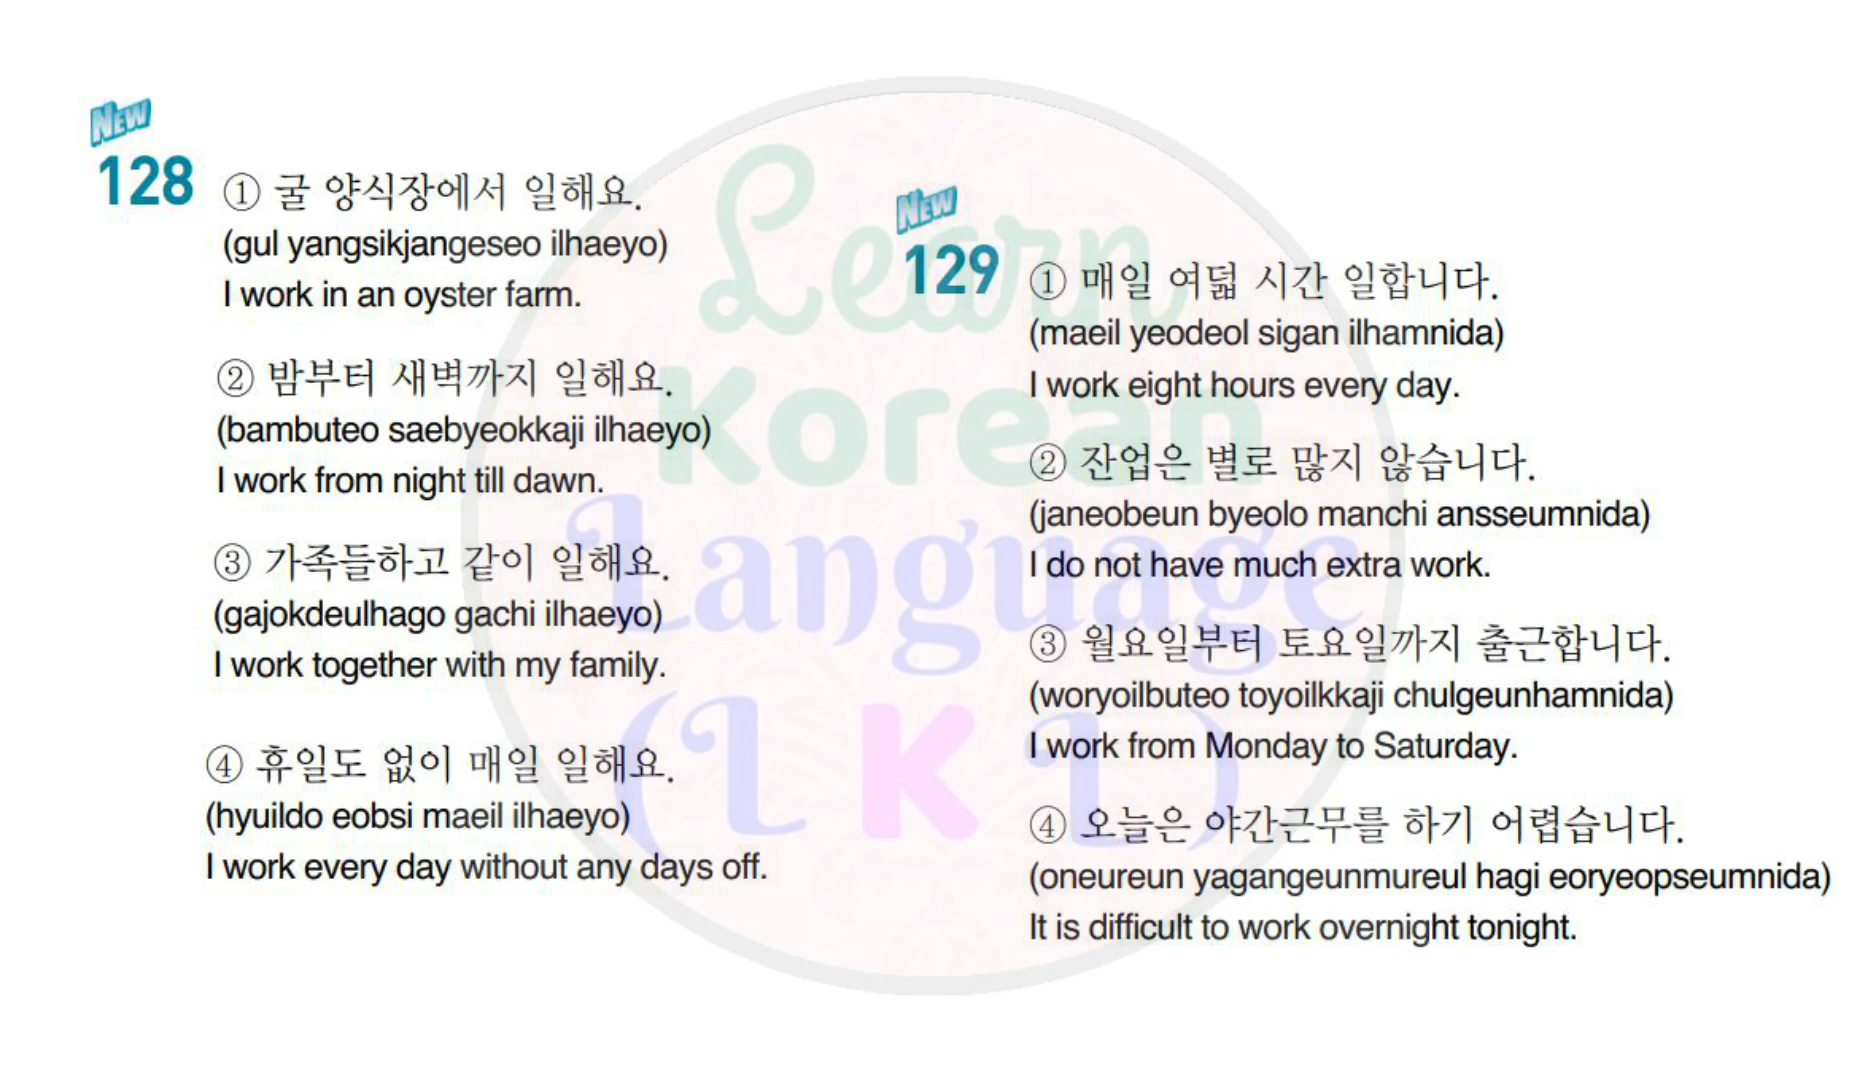 NEW
128
① 굴 양식장에서 일해요.
(gul yangsikjangeseo ilhaeyo)
I work in an oyster farm.
② 밤부터 새벽까지 일해요.
(bambuteo saebyeokkaji ilhaeyo)
I work from night till dawn.
③ 가족들하고 같이 일해요.
(gajokdeulhago gachi ilhaeyo)
I work together with my family.
④ 휴일도 없이 매일 일해요.
(hyuildo eobsi maeil ilhaeyo)
I work every day without any days off.
NEW
129
① 매일 여덟 시간 일합니다.
(maeil yeodeol sigan ilhamnida)
I work eight hours every day.
② 잔업은 별로 많지 않습니다.
(janeobeun byeolo manchi ansseumnida)
I do not have much extra work.
③ 월요일부터 토요일까지 출근합니다.
(woryoilbuteo toyoilkkaji chulgeunhamnida)
I work from Monday to Saturday.
④ 오늘은 야간근무를 하기 어렵습니다.
(oneureun yagangeunmureul hagi eoryeopseumnida)
It is difficult to work overnight tonight.
Learn
Korean
Language
(L K L)